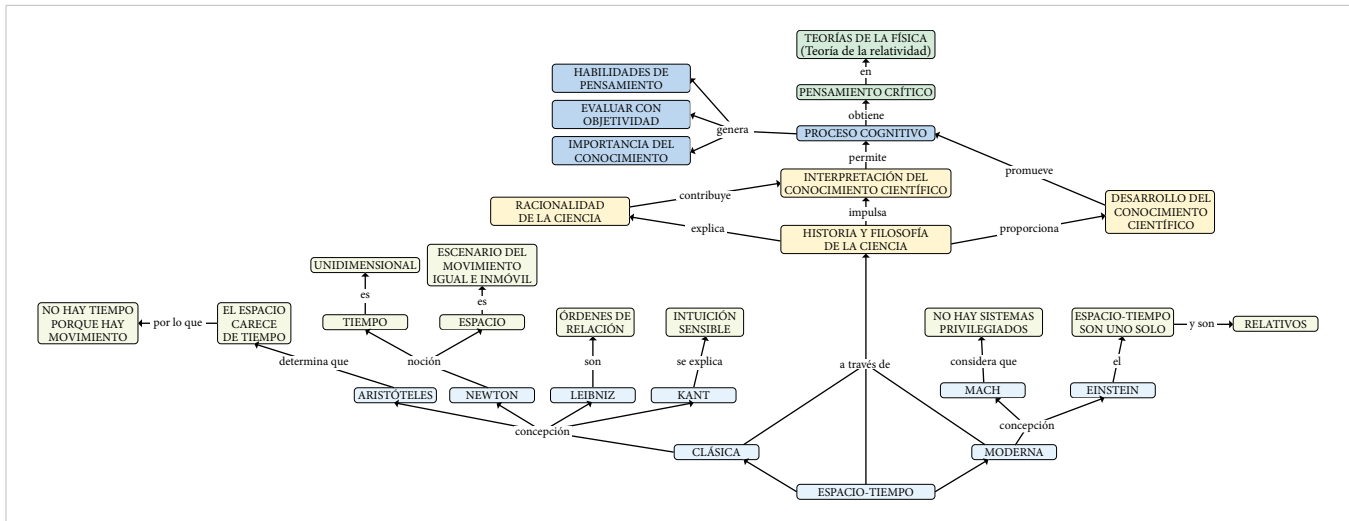 TEORÍAS DE LA FÍSICA
(Teoría de la relatividad)
en
HABILIDADES DE
PENSAMIENTO
PENSAMIENTO CRÍTICO
EVALUAR CON
OBJETIVIDAD
obtiene
genera
PROCESO COGNITIVO
IMPORTANCIA DEL
CONOCIMIENTO
permite
promueve
INTERPRETACIÓN DEL
CONOCIMIENTO CIENTÍFICO
contribuye
RACIONALIDAD
DE LA CIENCIA
impulsa
DESARROLLO DEL
CONOCIMIENTO
CIENTÍFICO
explica
HISTORIA Y FILOSOFÍA
DE LA CIENCIA
proporciona
UNIDIMENSIONAL
ESCENARIO DEL
MOVIMIENTO
IGUAL E INMÓVIL
es
es
NO HAY TIEMPO
PORQUE HAY
MOVIMIENTO
por lo que
EL ESPACIO
CARECE
DE TIEMPO
TIEMPO
ESPACIO
ÓRDENES DE
RELACIÓN
INTUICIÓN
SENSIBLE
NO HAY SISTEMAS
PRIVILEGIADOS
ESPACIO-TIEMPO
SON UNO SOLO
y son
RELATIVOS
determina que
noción
son
se explica
a través de
considera que
el
ARISTÓTELES
NEWTON
LEIBNIZ
KANT
MACH
EINSTEIN
concepción
concepción
CLÁSICA
MODERNA
ESPACIO-TIEMPO